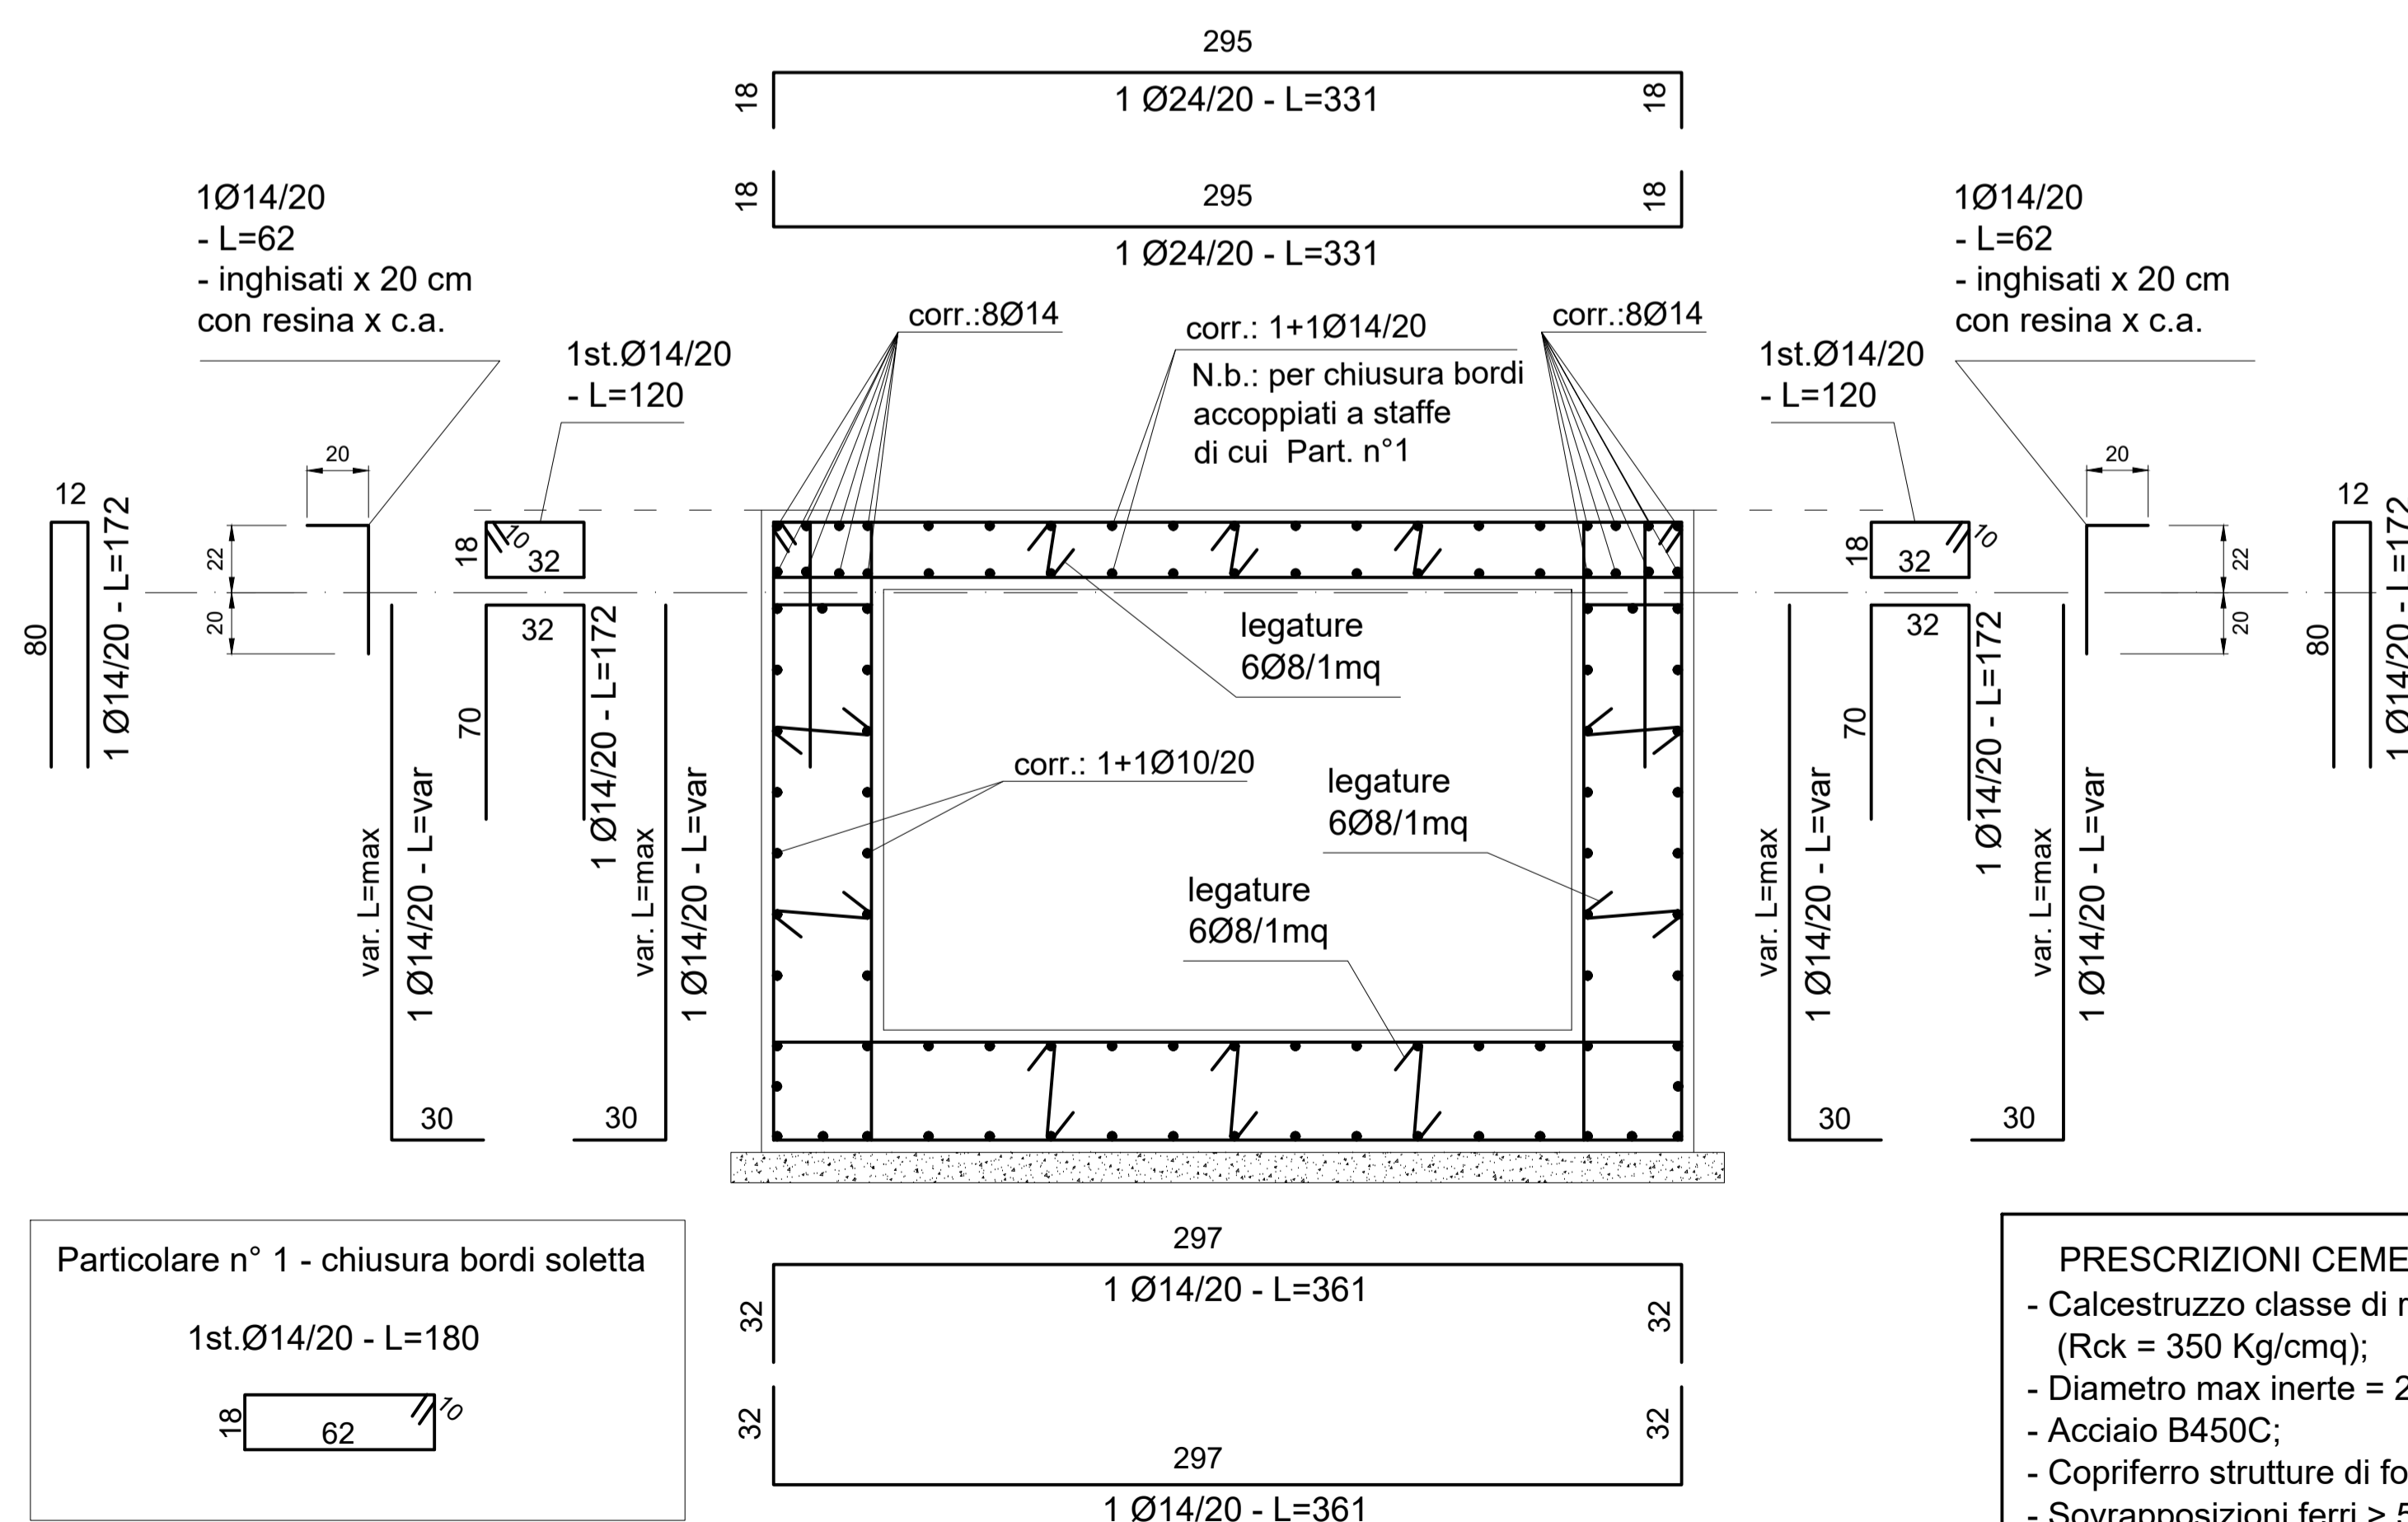 295
18
1 Ø24/20 - L=331
18
18
295
18
1 Ø24/20 - L=331
1Ø14/20
- L=62
- inghisati x 20 cm
con resina x c.a.
1st.Ø14/20
- L=120
corr.:8Ø14
corr.: 1+1Ø14/20
N.b.: per chiusura bordi
accoppiati a staffe
di cui Part. n°1
corr.:8Ø14
1Ø14/20
- L=62
- inghisati x 20 cm
con resina x c.a.
1st.Ø14/20
- L=120
12
80
1 Ø14/20 - L=172
20
22
20
18
10
32
32
70
1 Ø14/20 - L=172
var. L=max
1 Ø14/20 - L=var
30
var. L=max
1 Ø14/20 - L=var
30
legature
6Ø8/1mq
corr.: 1+1Ø10/20
legature
6Ø8/1mq
legature
6Ø8/1mq
18
10
32
32
70
1 Ø14/20 - L=172
var. L=max
1 Ø14/20 - L=var
30
var. L=max
1 Ø14/20 - L=var
30
20
22
20
12
80
1 Ø14/20 - L=172
Particolare n° 1 - chiusura bordi soletta
1st.Ø14/20 - L=180
18
62
10
297
32
1 Ø14/20 - L=361
32
32
297
32
1 Ø14/20 - L=361
PRESCRIZIONI CEME
- Calcestruzzo classe di r
(Rck = 350 Kg/cmq);
- Diametro max inerte = 2
- Acciaio B450C;
- Copriferro strutture di fo
- Sovrapposizioni ferri > 5